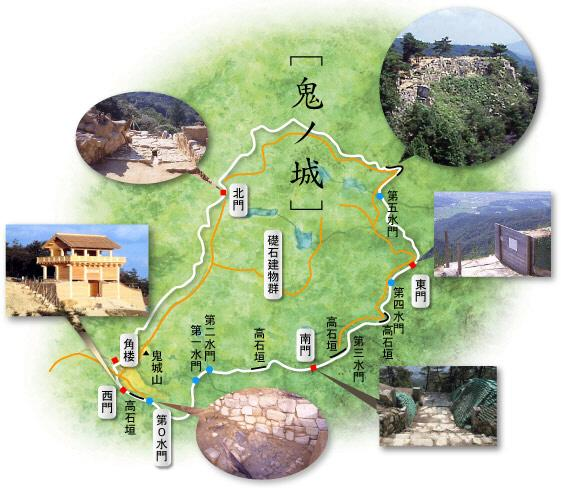 [鬼ノ城]
北門
第五水門
礎石建物群
東門
第四水門
高石垣
第三水門
高石垣
南門
高石垣
第二水門
第一水門
鬼城山
角楼
西門
高石垣
第0水門